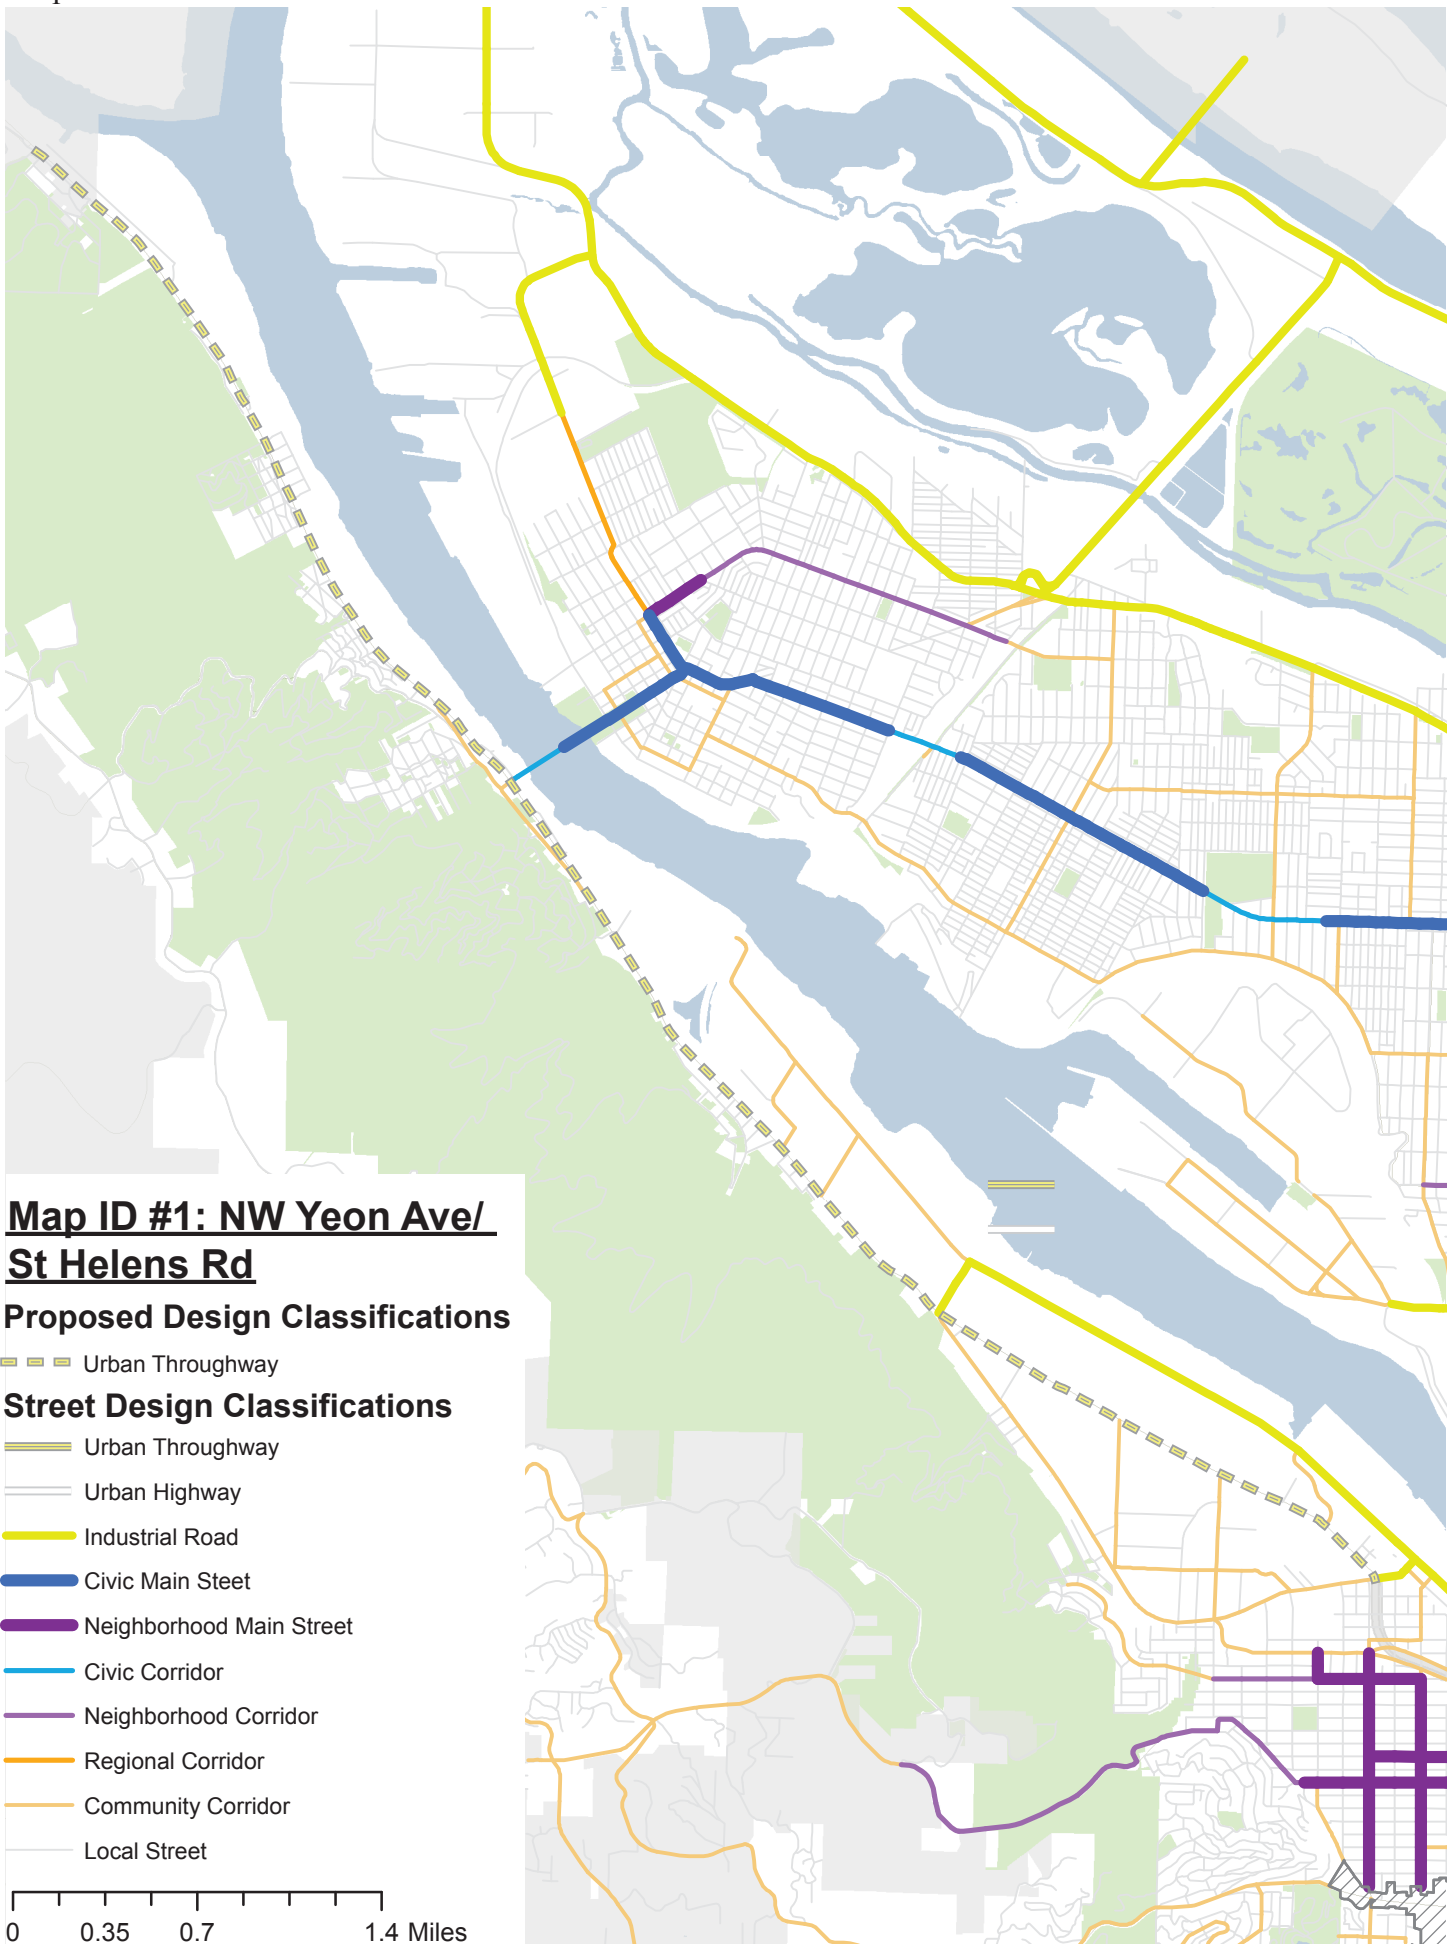 Map ID #1: NW Yeon Ave/
St Helens Rd
Proposed Design Classifications
Urban Throughway
Street Design Classifications
Urban Throughway
Urban Highway
Industrial Road
Civic Main Steet
Neighborhood Main Street
Civic Corridor
Neighborhood Corridor
Regional Corridor
Community Corridor
Local Street
0 0.35 0.7 1.4 Miles